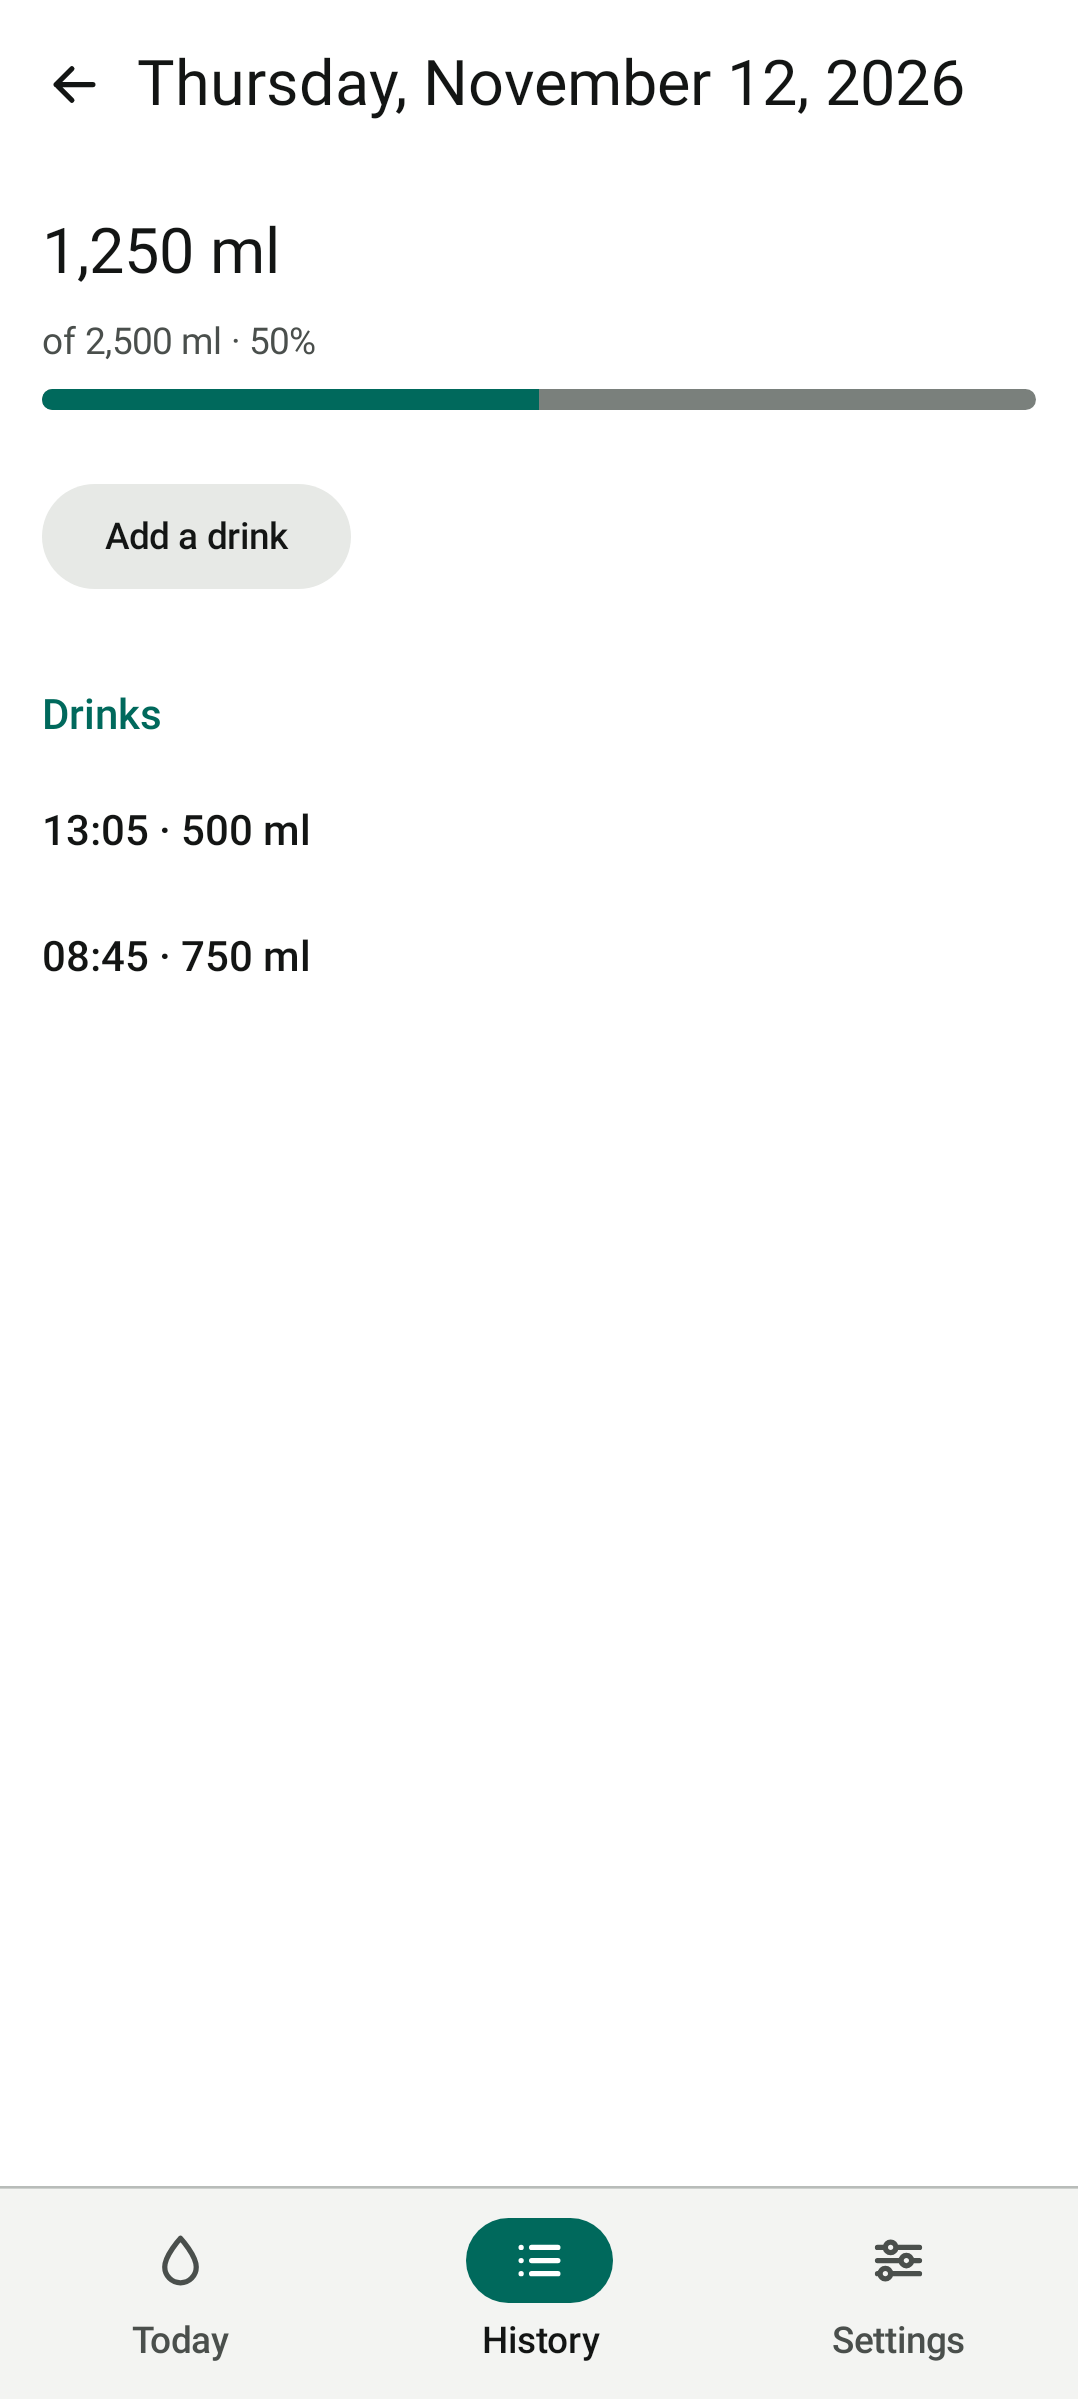 Thursday, November 12, 2026
1,250 ml
of 2,500 ml · 50%
Add a drink
Drinks
13:05 · 500 ml
08:45 · 750 ml
Today
History
Settings